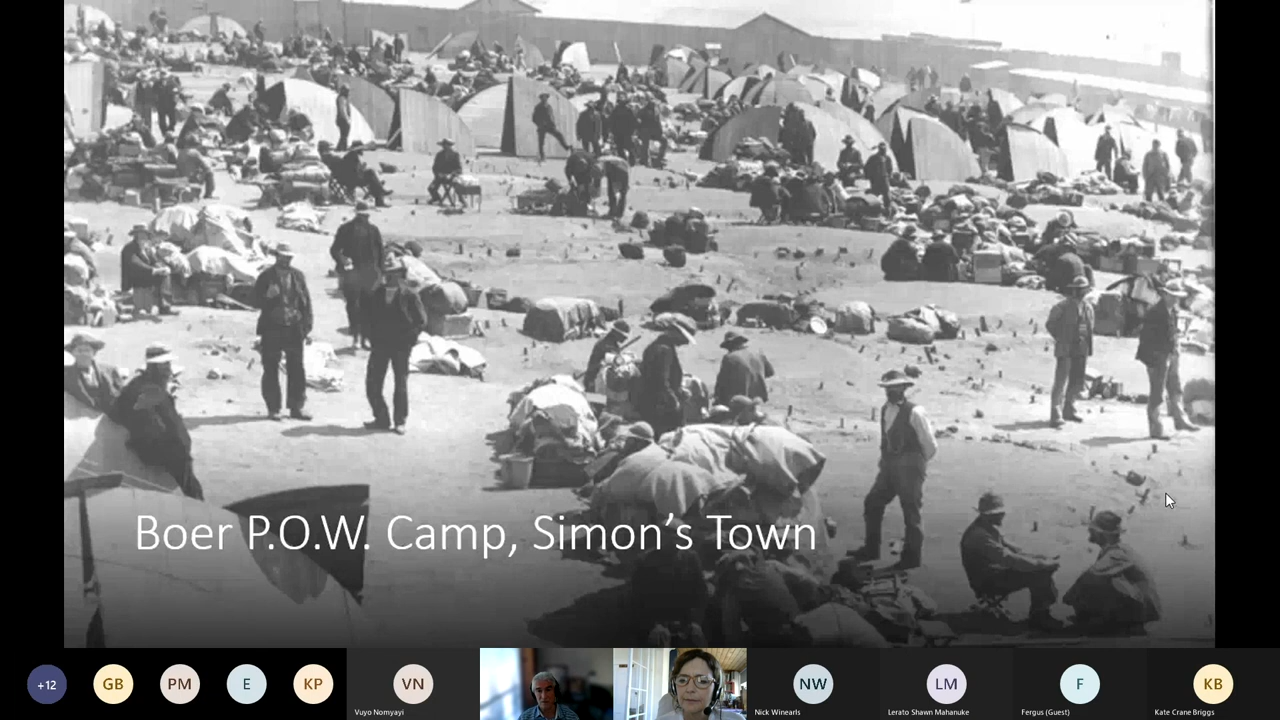 Boer P.O.W. Camp, Simon's Town
+12
GB
PM
E
KP
VN
Vuyo Nomyayi
NW
Nick Winearls
LM
Lerato Shawn Mahanuke
F
Fergus (Guest)
KB
Kate Crane Briggs